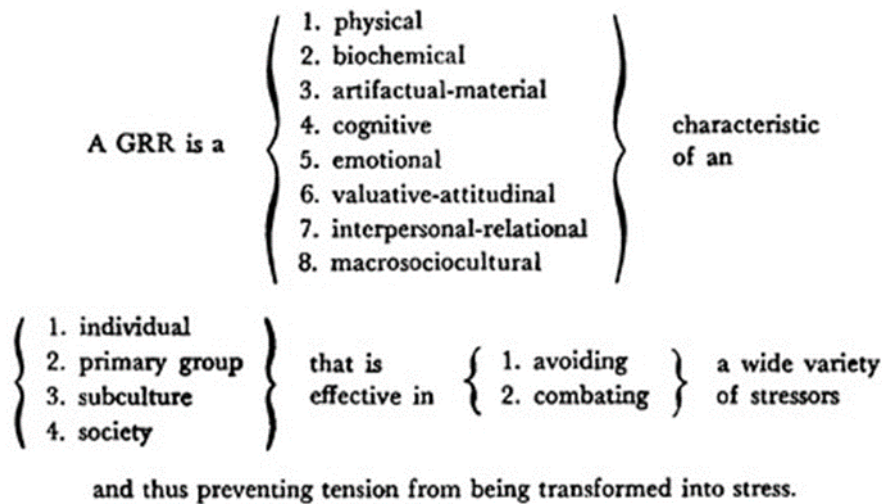 A GRR is a
1. physical
2. biochemical
3. artifactual-material
4. cognitive
5. emotional
6. valuative-attitudinal
7. interpersonal-relational
8. macrosociocultural
characteristic
of an
1. individual
2. primary group
3. subculture
4. society
that is
effective in
1. avoiding
2. combating
a wide variety
of stressors
and thus preventing tension from being transformed into stress.